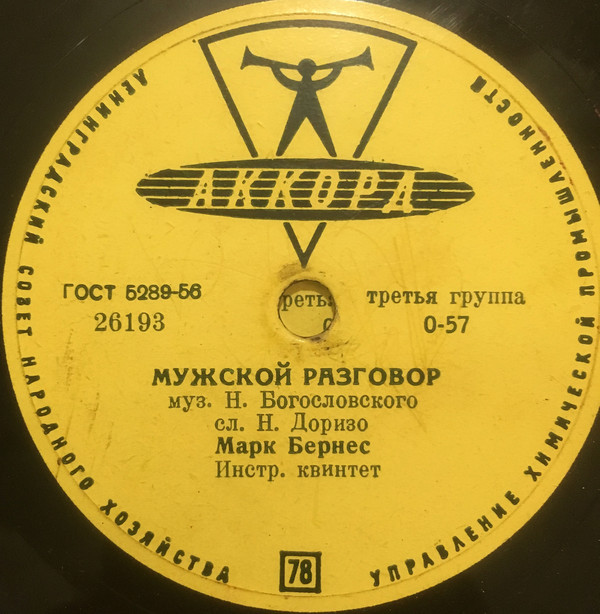 ЛЕНИНГРАДСКИЙ СОВЕТ НАРОДНОГО ХОЗЯЙСТВА
УПРАВЛЕНИЕ ХИМИЧЕСКОЙ ПРОМЫШЛЕННОСТИ
АККОРД
ГОСТ 5289-56
26193
третья группа
0-57
МУЖСКОЙ РАЗГОВОР
муз. Н. Богословского
сл. Н. Доризо
Марк Бернес
Инстр. квинтет
78